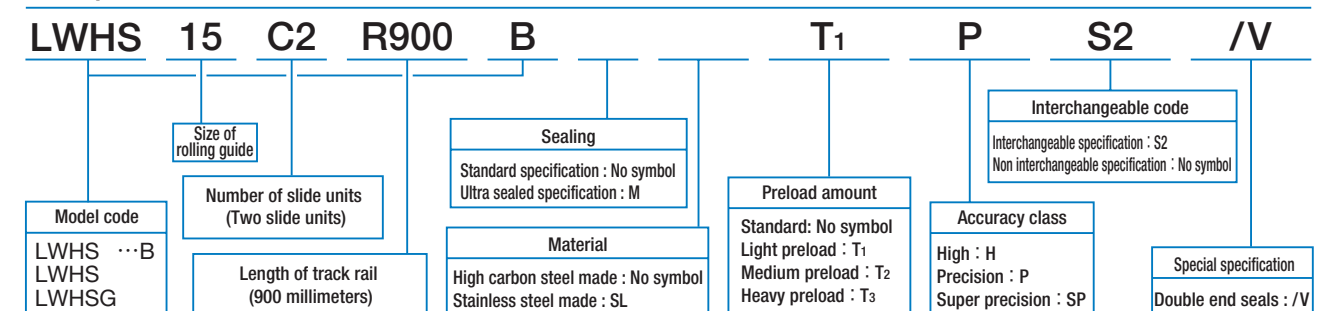 LWHS 15 C2 R900 B T1 P S2 /V
Size of
rolling guide
Number of slide units
(Two slide units)
Model code
LWHS …B
LWHS
LWHSG
Length of track rail
(900 millimeters)
Sealing
Standard specification : No symbol
Ultra sealed specification : M
Material
High carbon steel made : No symbol
Stainless steel made : SL
Preload amount
Standard: No symbol
Light preload : T1
Medium preload : T2
Heavy preload : T3
Interchangeable code
Interchangeable specification : S2
Non interchangeable specification : No symbol
Accuracy class
High : H
Precision : P
Super precision : SP
Special specification
Double end seals : /V